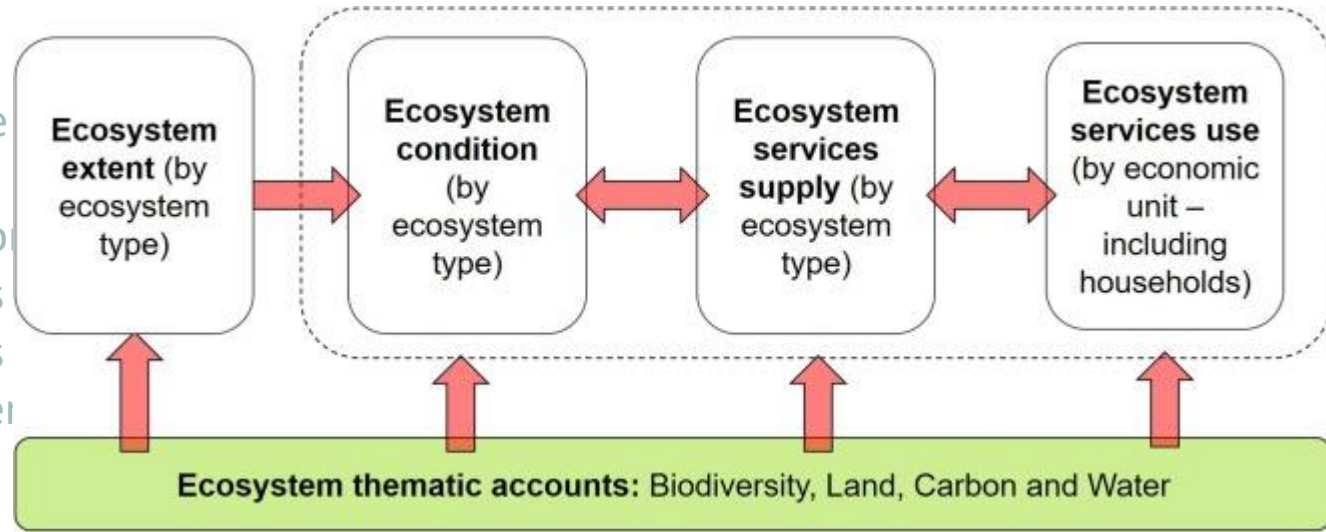 Ecosystem
extent (by
ecosystem
type)
Ecosystem
condition
(by
ecosystem
type)
Ecosystem
services
supply (by
ecosystem
type)
Ecosystem
services use
(by economic
unit –
including
households)
Ecosystem thematic accounts: Biodiversity, Land, Carbon and Water